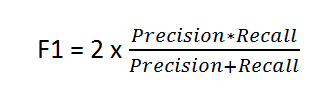 F1 = 2 x Precision*Recall
Precision+Recall